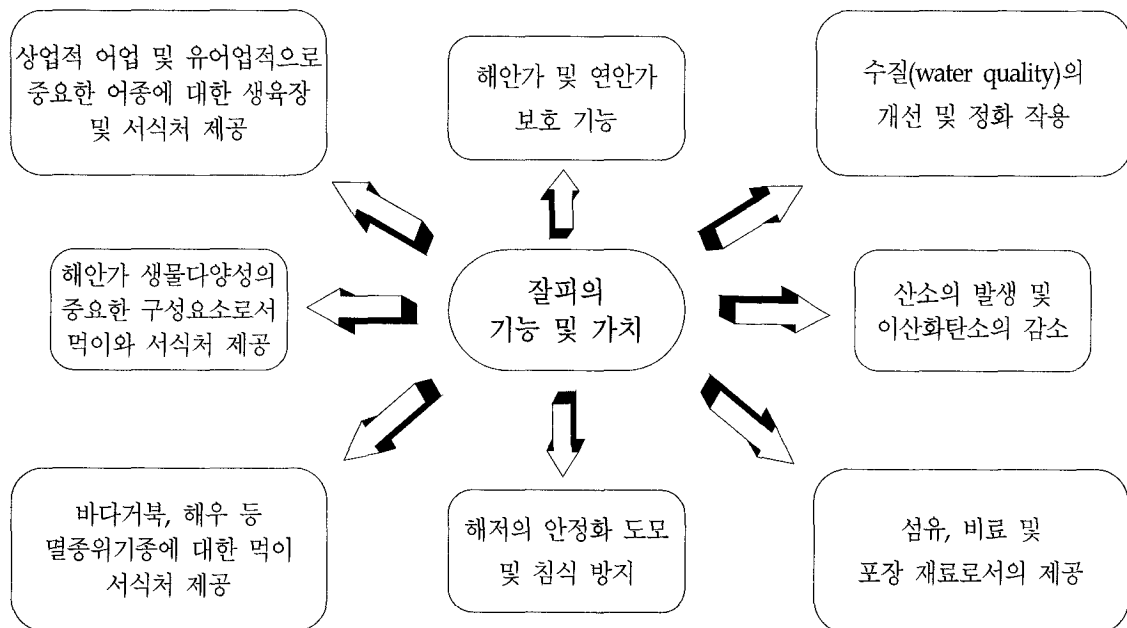 상업적 어업 및 유어업적으로
중요한 어종에 대한 생육장
및 서식처 제공
해안가 및 연안가
보호 기능
수질(water quality)의
개선 및 정화 작용
해안가 생물다양성의
중요한 구성요소로서
먹이와 서식처 제공
잘피의
기능 및 가치
산소의 발생 및
이산화탄소의 감소
바다거북, 해우 등
멸종위기종에 대한 먹이
서식처 제공
해저의 안정화 도모
및 침식 방지
섬유, 비료 및
포장 재료로서의 제공